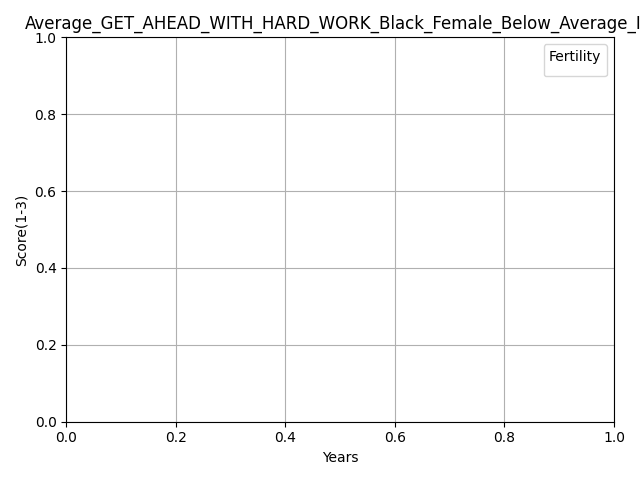 Average_GET_AHEAD_WITH_HARD_WORK_Black_Female_Below_Average_I
Fertility
1.0
0.8
0.6
0.4
0.2
0.0
Score(1-3)
0.0 0.2 0.4 0.6 0.8 1.0
Years